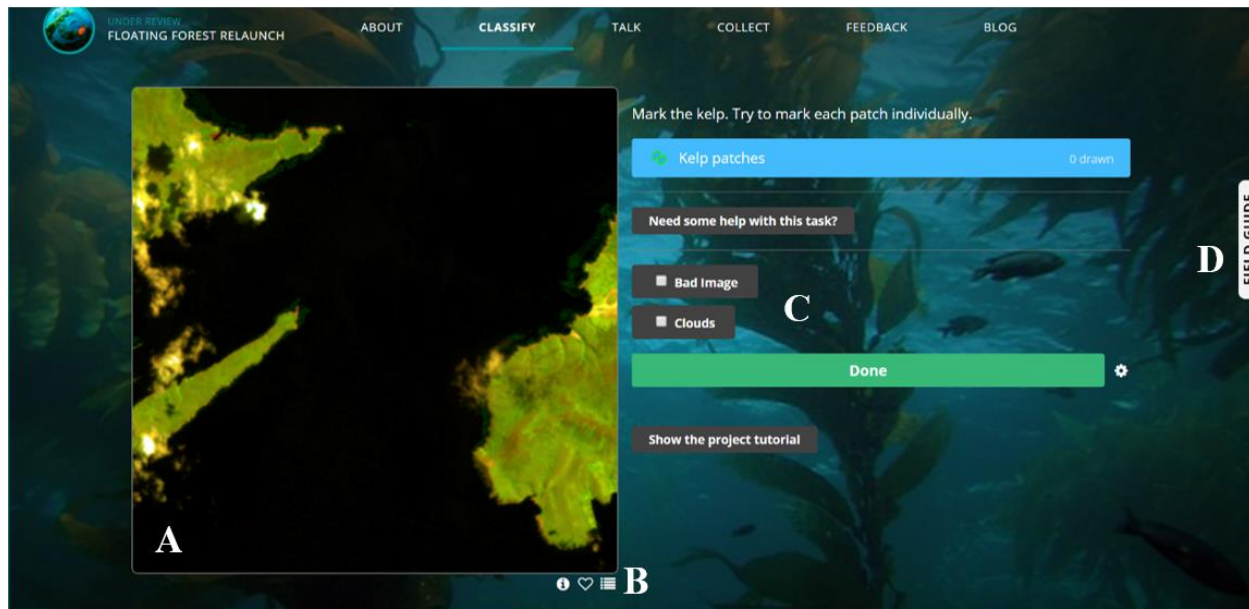 UNDER REVIEW
FLOATING FOREST RELAUNCH
ABOUT
CLASSIFY
TALK
COLLECT
FEEDBACK
BLOG
Mark the kelp. Try to mark each patch individually.
Kelp patches
0 drawn
Need some help with this task?
Bad Image
Clouds
C
Done
Show the project tutorial
D
FIELD GUIDE
A
B